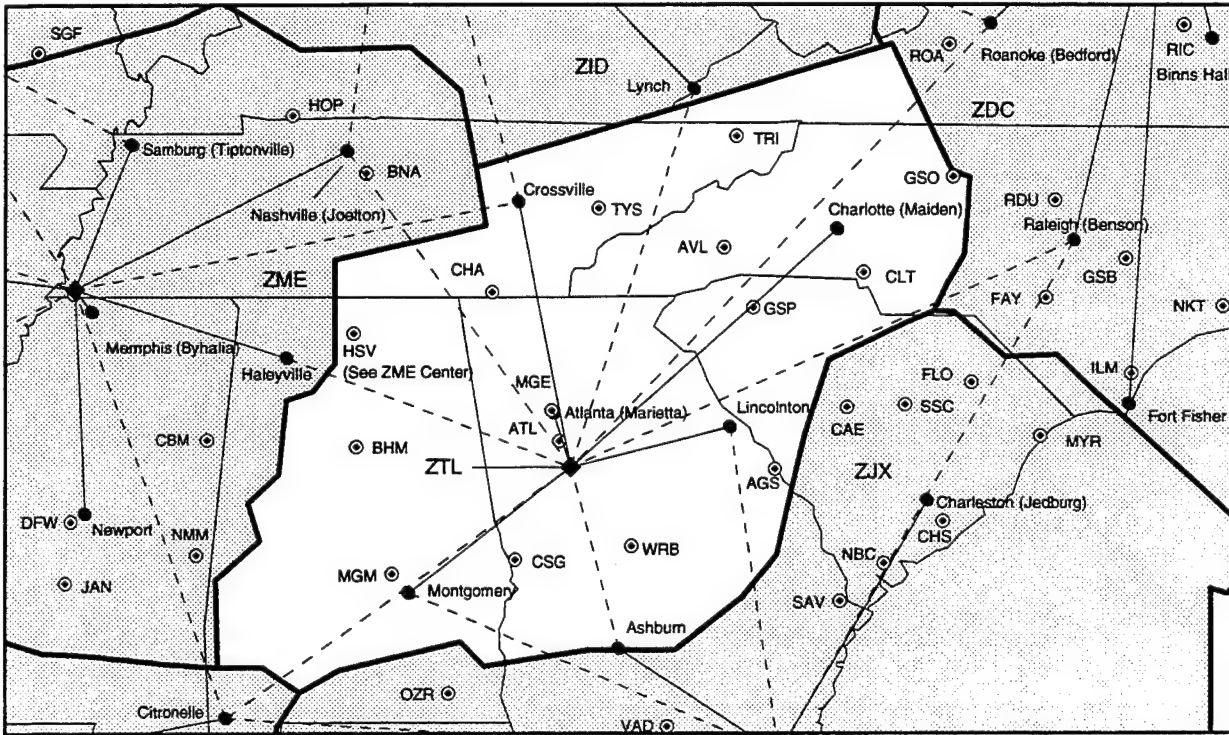 SGF
ROA
Roanoke (Bedford)
RIC
Binns Hall
ZID
Lynch
HOP
ZDC
TRI
Samburg (Tiptonville)
BNA
GSO
Crossville
Nashville (Joelton)
TYS
Charlotte (Maiden)
RDU
Raleigh (Benson)
AVL
GSB
ZME
CHA
CLT
FAY
GSP
NKT
Memphis (Byhalia)
HSV
(See ZME Center)
Haleyville
MGE
FLO
ILM
Atlanta (Marietta)
Lincolnton
SSC
CAE
Fort Fisher
CBM
BHM
ATL
MYR
ZTL
AGS
ZJX
Charleston (Jedburg)
DFW
Newport
CHS
NMM
WRB
CSG
NBC
MGM
JAN
Montgomery
SAV
Ashburn
OZR
Citronelle
VAD